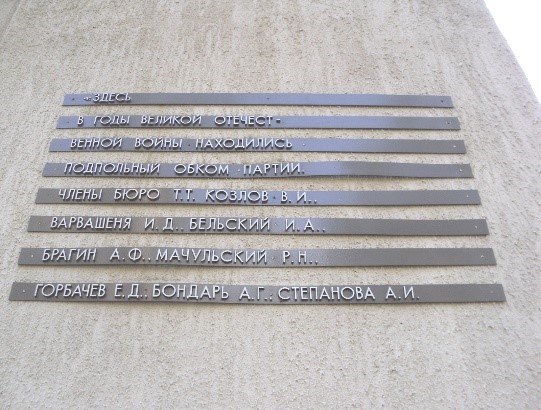 «ЗДЕСЬ
В ГОДЫ ВЕЛИКОЙ ОТЕЧЕСТ-
ВЕННОЙ ВОЙНЫ НАХОДИЛИСЬ
ПОДПОЛЬНЫЙ ОБКОМ ПАРТИИ.
ЧЛЕНЫ БЮРО Т.Т. КОЗЛОВ В.И.,
ВАРВАШЕНЯ И.Д., БЕЛЬСКИЙ И.А.,
БРАГИН А.Ф., МАЧУЛЬСКИЙ Р.Н.,
ГОРБАЧЕВ Е.Д., БОНДАРЬ А.Г., СТЕПАНОВА А.И.